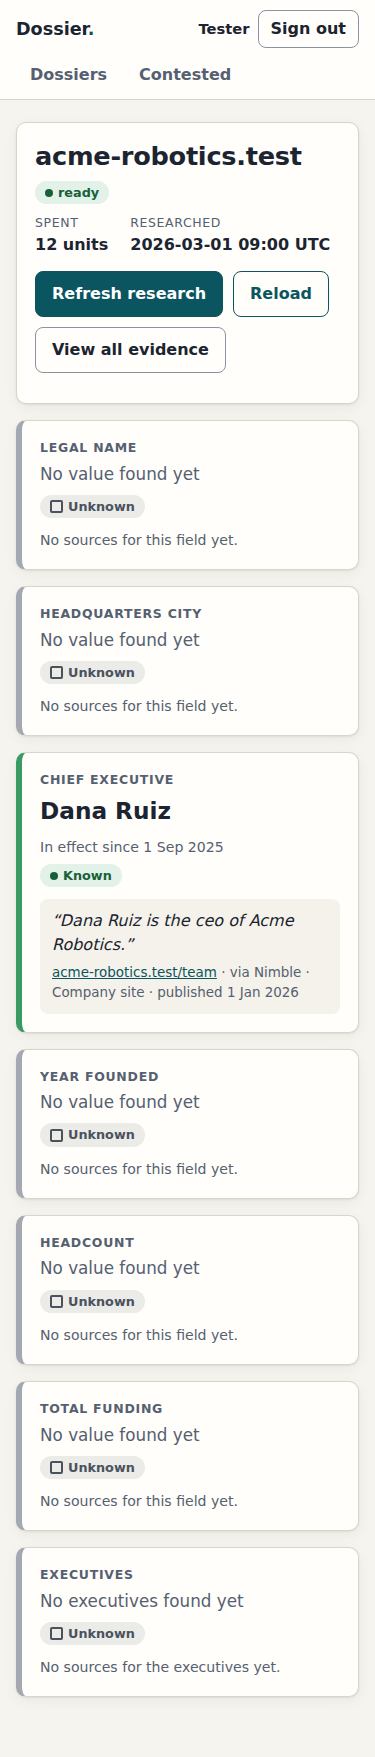 Dossier.
Tester
Sign out
Dossiers
Contested
acme-robotics.test
ready
SPENT
RESEARCHED
12 units
2026-03-01 09:00 UTC
Refresh research
Reload
View all evidence
LEGAL NAME
No value found yet
Unknown
No sources for this field yet.
HEADQUARTERS CITY
No value found yet
Unknown
No sources for this field yet.
CHIEF EXECUTIVE
Dana Ruiz
In effect since 1 Sep 2025
Known
“Dana Ruiz is the ceo of Acme
Robotics.”
acme-robotics.test/team · via Nimble ·
Company site · published 1 Jan 2026
YEAR FOUNDED
No value found yet
Unknown
No sources for this field yet.
HEADCOUNT
No value found yet
Unknown
No sources for this field yet.
TOTAL FUNDING
No value found yet
Unknown
No sources for this field yet.
EXECUTIVES
No executives found yet
Unknown
No sources for the executives yet.